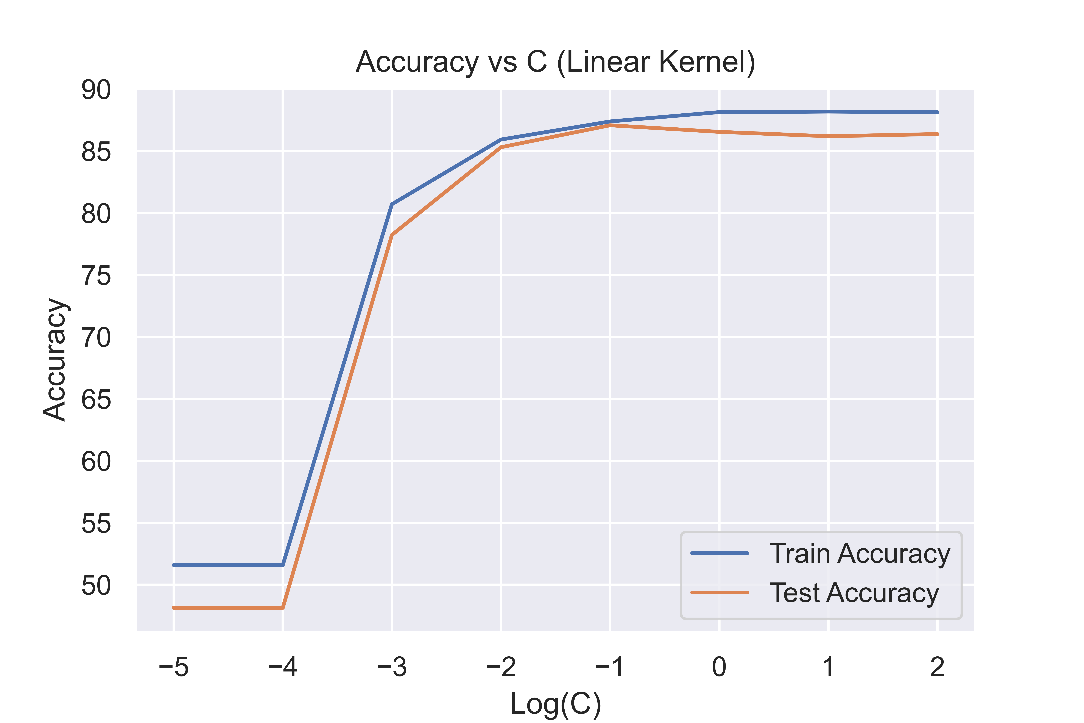 Accuracy vs C (Linear Kernel)
90
85
80
75
70
65
60
55
50
Accuracy
Train Accuracy
Test Accuracy
−5 −4 −3 −2 −1 0 1 2
Log(C)